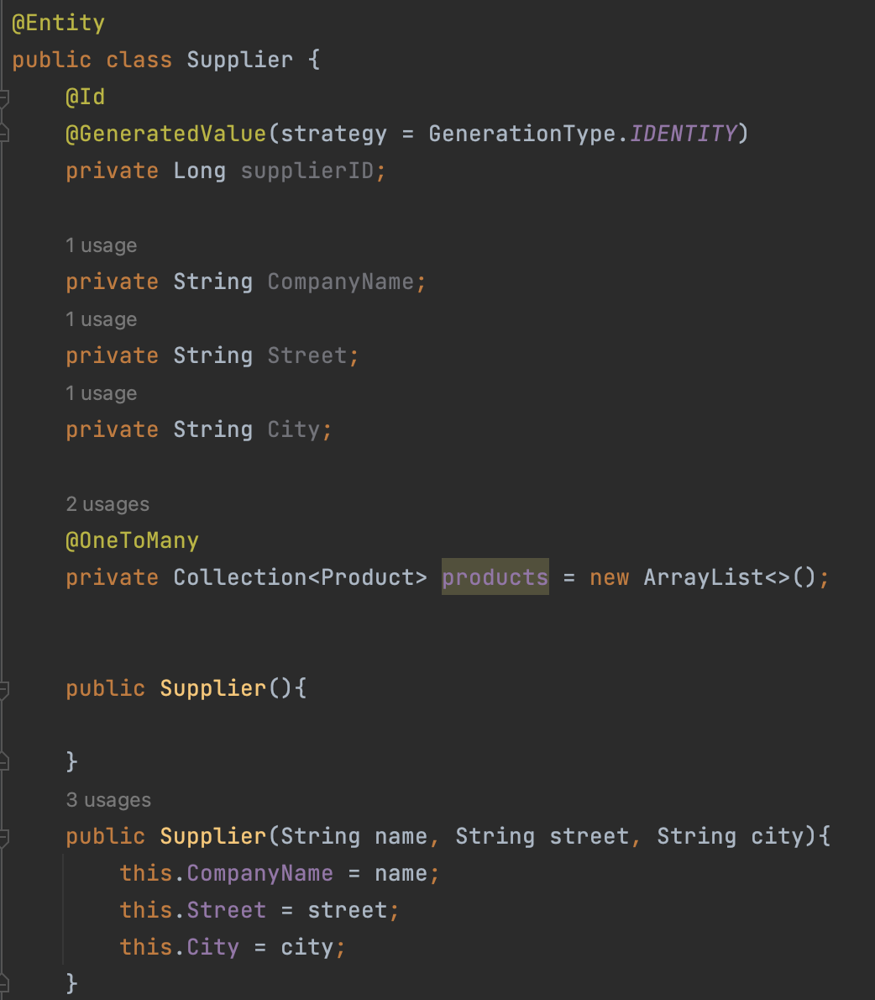 @Entity
public class Supplier {
@Id
@GeneratedValue(strategy = GenerationType.IDENTITY)
private Long supplierID;
1 usage
private String CompanyName;
1 usage
private String Street;
1 usage
private String City;
2 usages
@OneToMany
private Collection<Product> products = new ArrayList<>();
public Supplier(){
}
3 usages
public Supplier(String name, String street, String city){
this.CompanyName = name;
this.Street = street;
this.City = city;
}